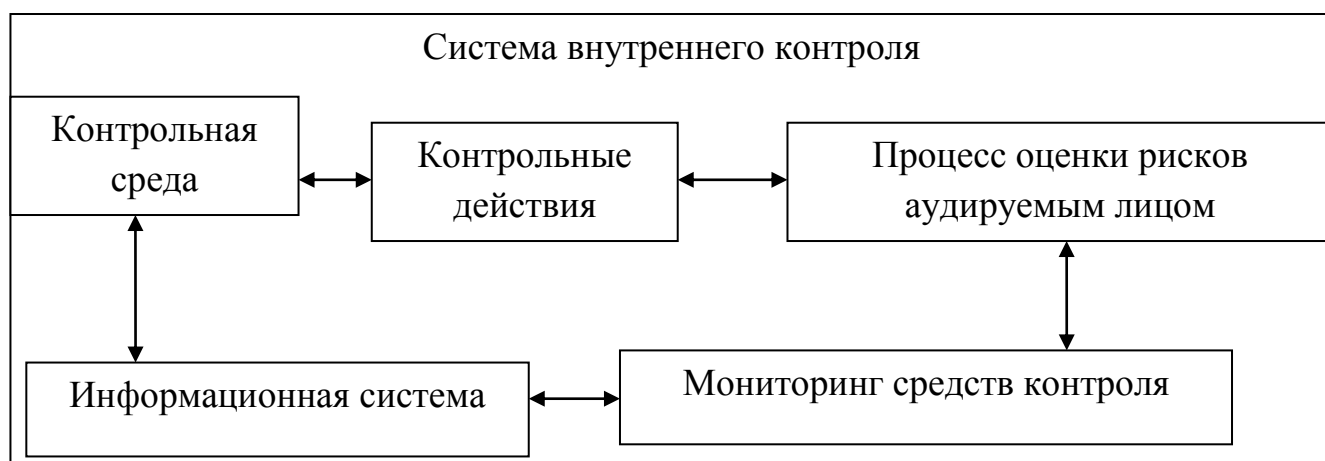 Система внутреннего контроля
Контрольная
среда
Контрольные
действия
Процесс оценки рисков
аудируемым лицом
Информационная система
Мониторинг средств контроля